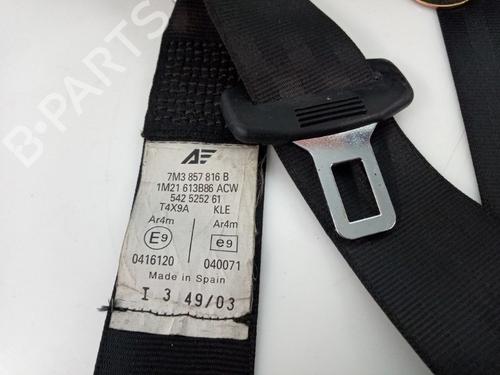 B-PARTS
AE
7M3 857 816 B
1M21 613B86 ACW
542 5252 61
T4X9A KLE
Ar4m Ar4m
E9 e9
0416120 040071
Made in Spain
I 3 49/03